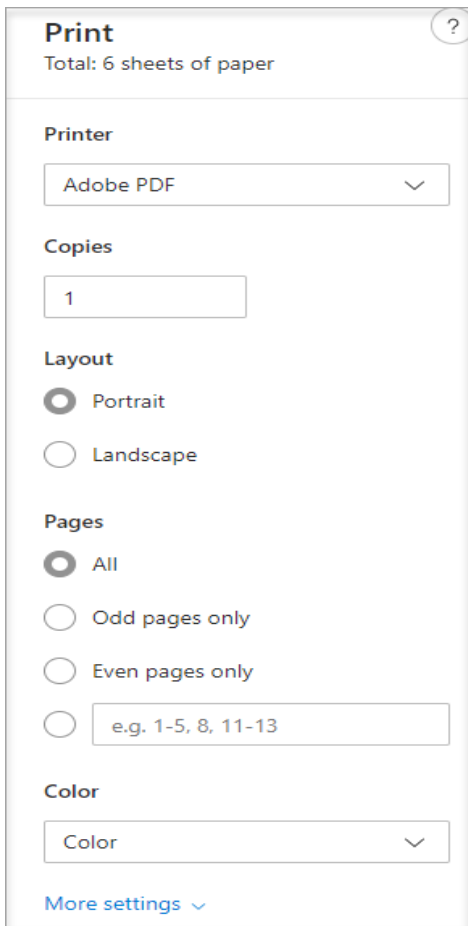 Print
?
Total: 6 sheets of paper
Printer
Adobe PDF
Copies
1
Layout
Portrait
Landscape
Pages
All
Odd pages only
Even pages only
e.g. 1-5, 8, 11-13
Color
Color
More settings